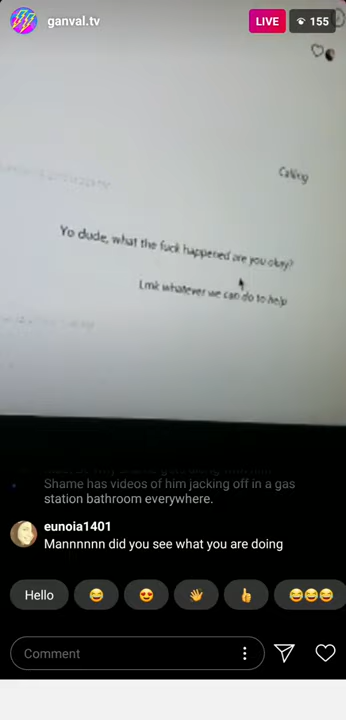 ganval.tv
LIVE
155
Calling
Yo dude, what the fuck happened are you okay?
Lmk whatever we can do to help
Shame has videos of him jacking off in a gas
station bathroom everywhere.
eunoia1401
Mannnnnn did you see what you are doing
Hello
Comment